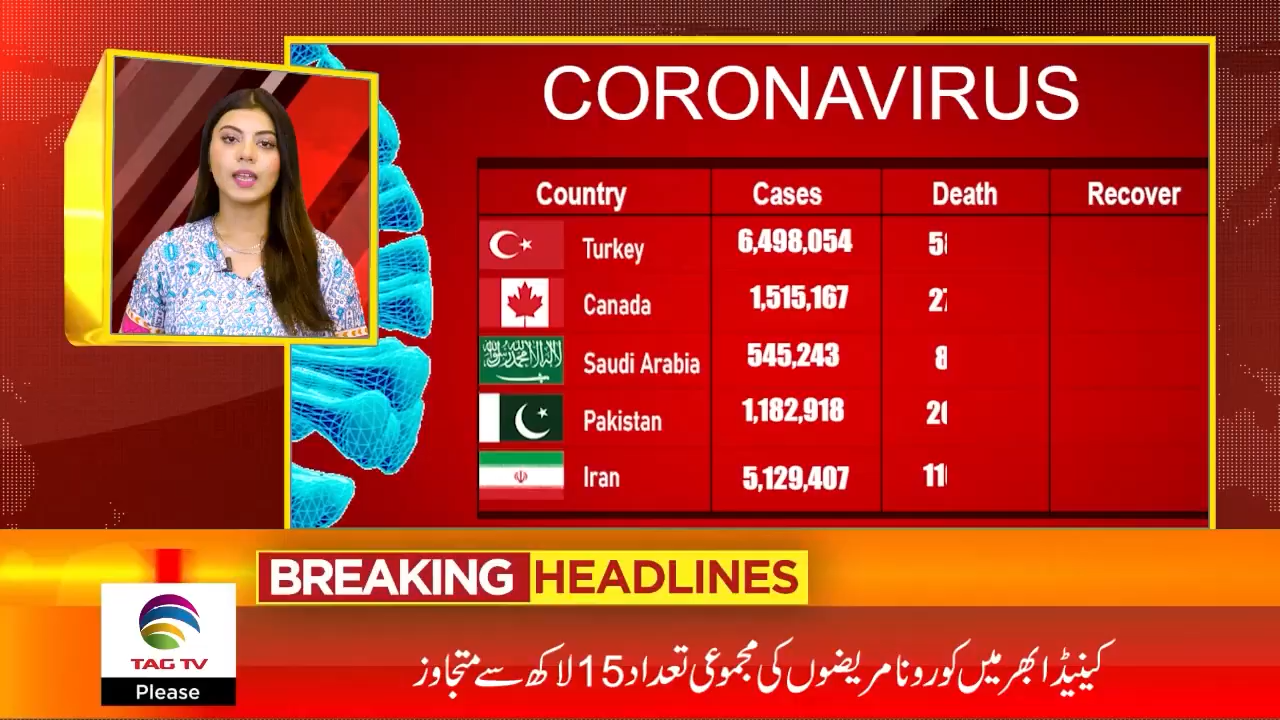 CORONAVIRUS
Country Cases Death Recover
Turkey 6,498,054
Canada 1,515,167
Saudi Arabia 545,243
Pakistan 1,182,918
Iran 5,129,407
BREAKING HEADLINES
کینیڈا بھر میں کورونا مریضوں کی مجموعی تعداد 15 لاکھ سے متجاوز
TAG TV
Please